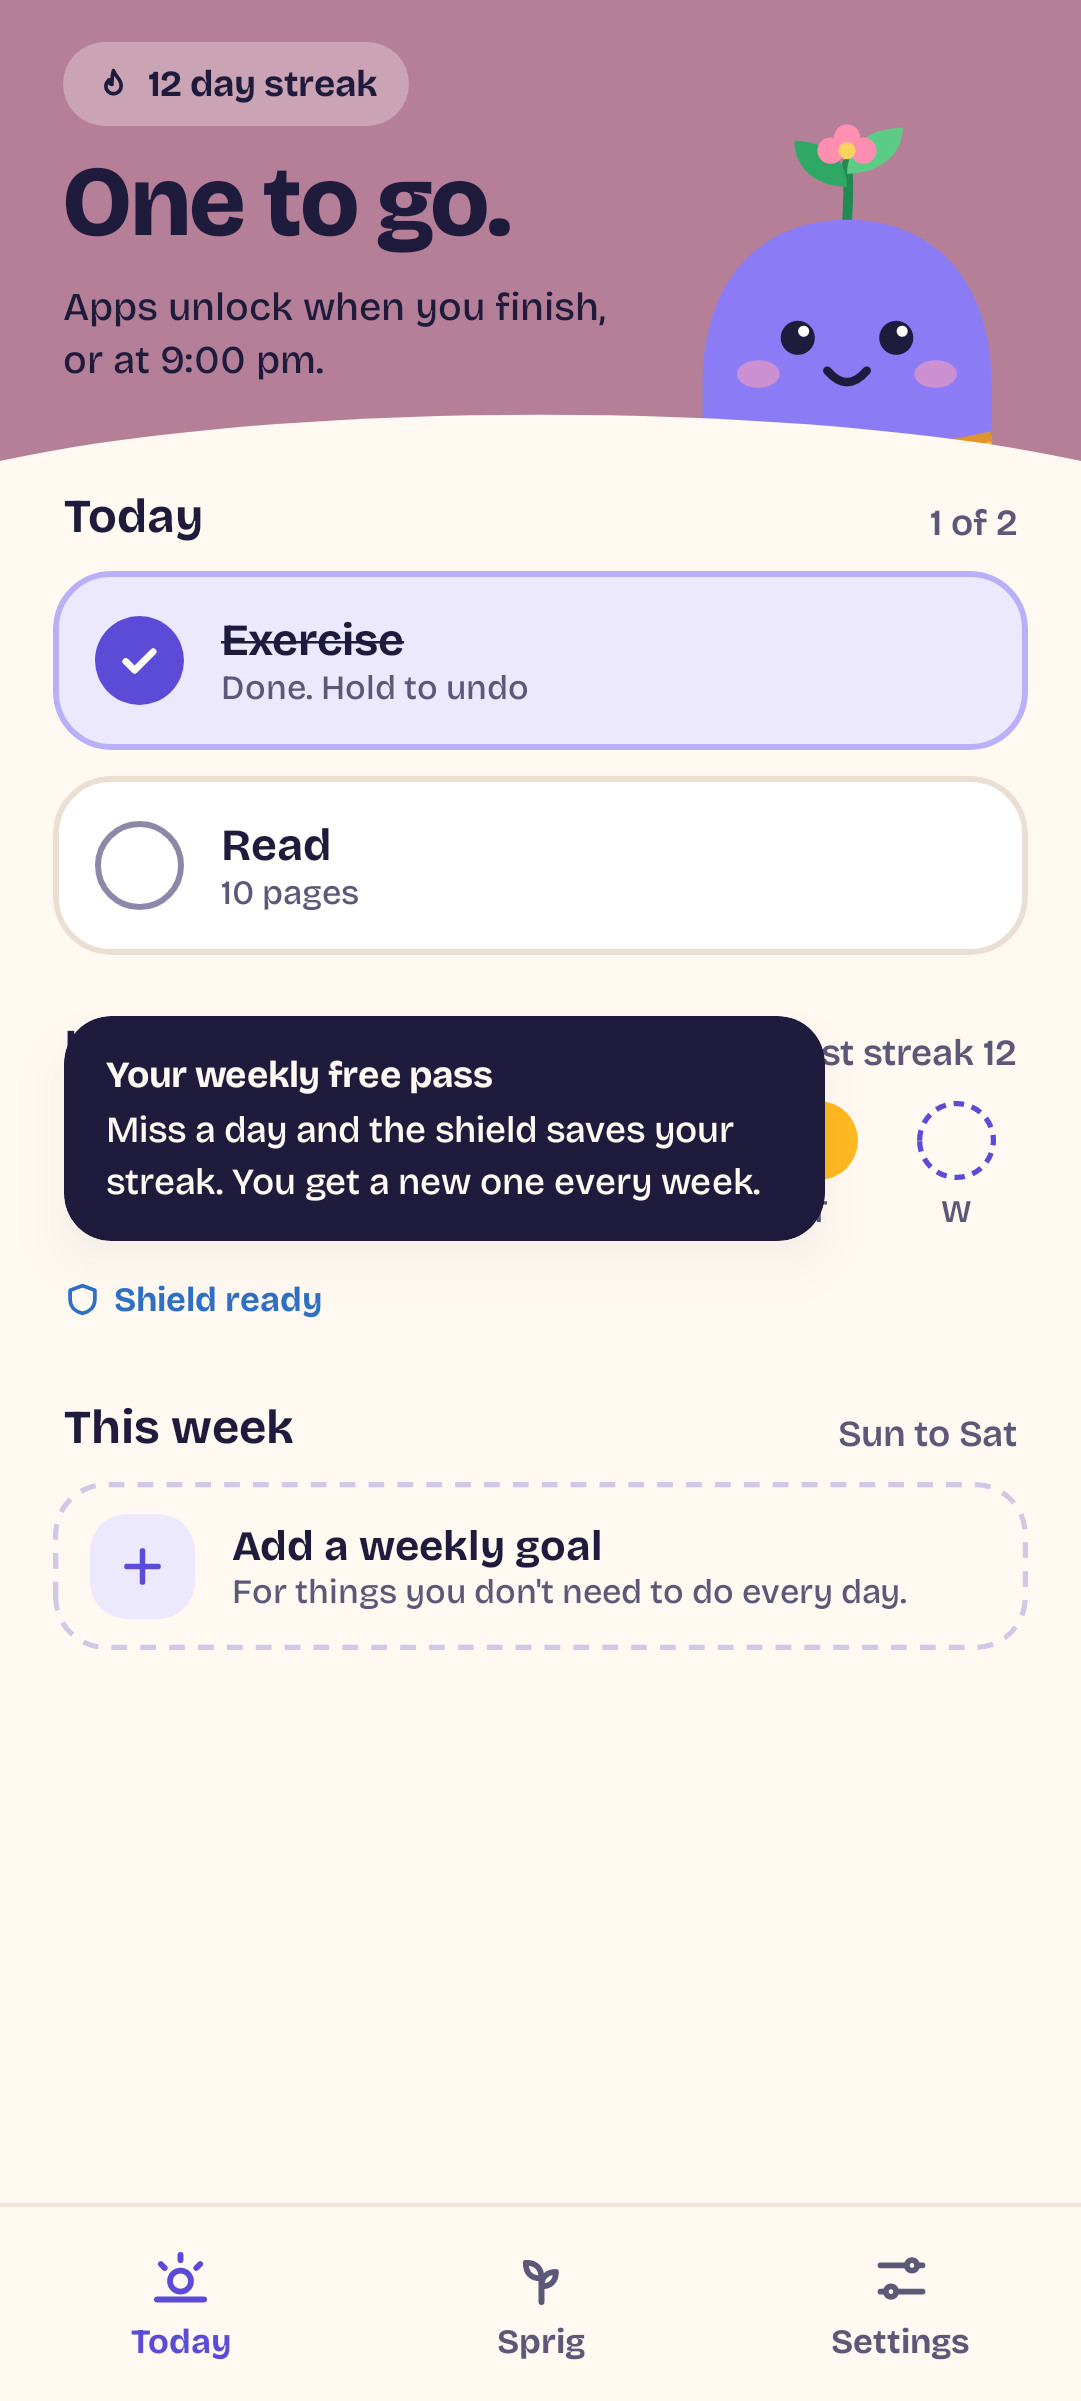 12 day streak
One to go.
Apps unlock when you finish,
or at 9:00 pm.
Today
1 of 2
Exercise
Done. Hold to undo
Read
10 pages
streak 12
Your weekly free pass
Miss a day and the shield saves your
streak. You get a new one every week.
W
Shield ready
This week
Sun to Sat
Add a weekly goal
For things you don't need to do every day.
Today
Sprig
Settings